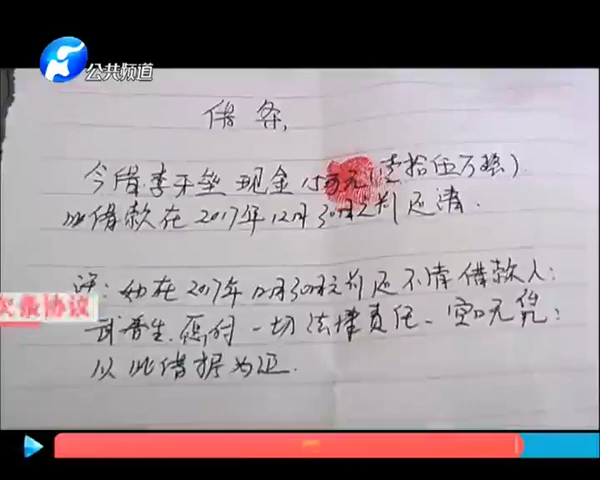 公共频道
借条,
今借李平 现金15万元(壹拾伍万整)
此借款在2017年12月30日之前还清.
注:如在2017年12月30日之前还不清借款人:
欠条协议
武普生.愿付一切法律责任、空口无凭:
以此借据为证.